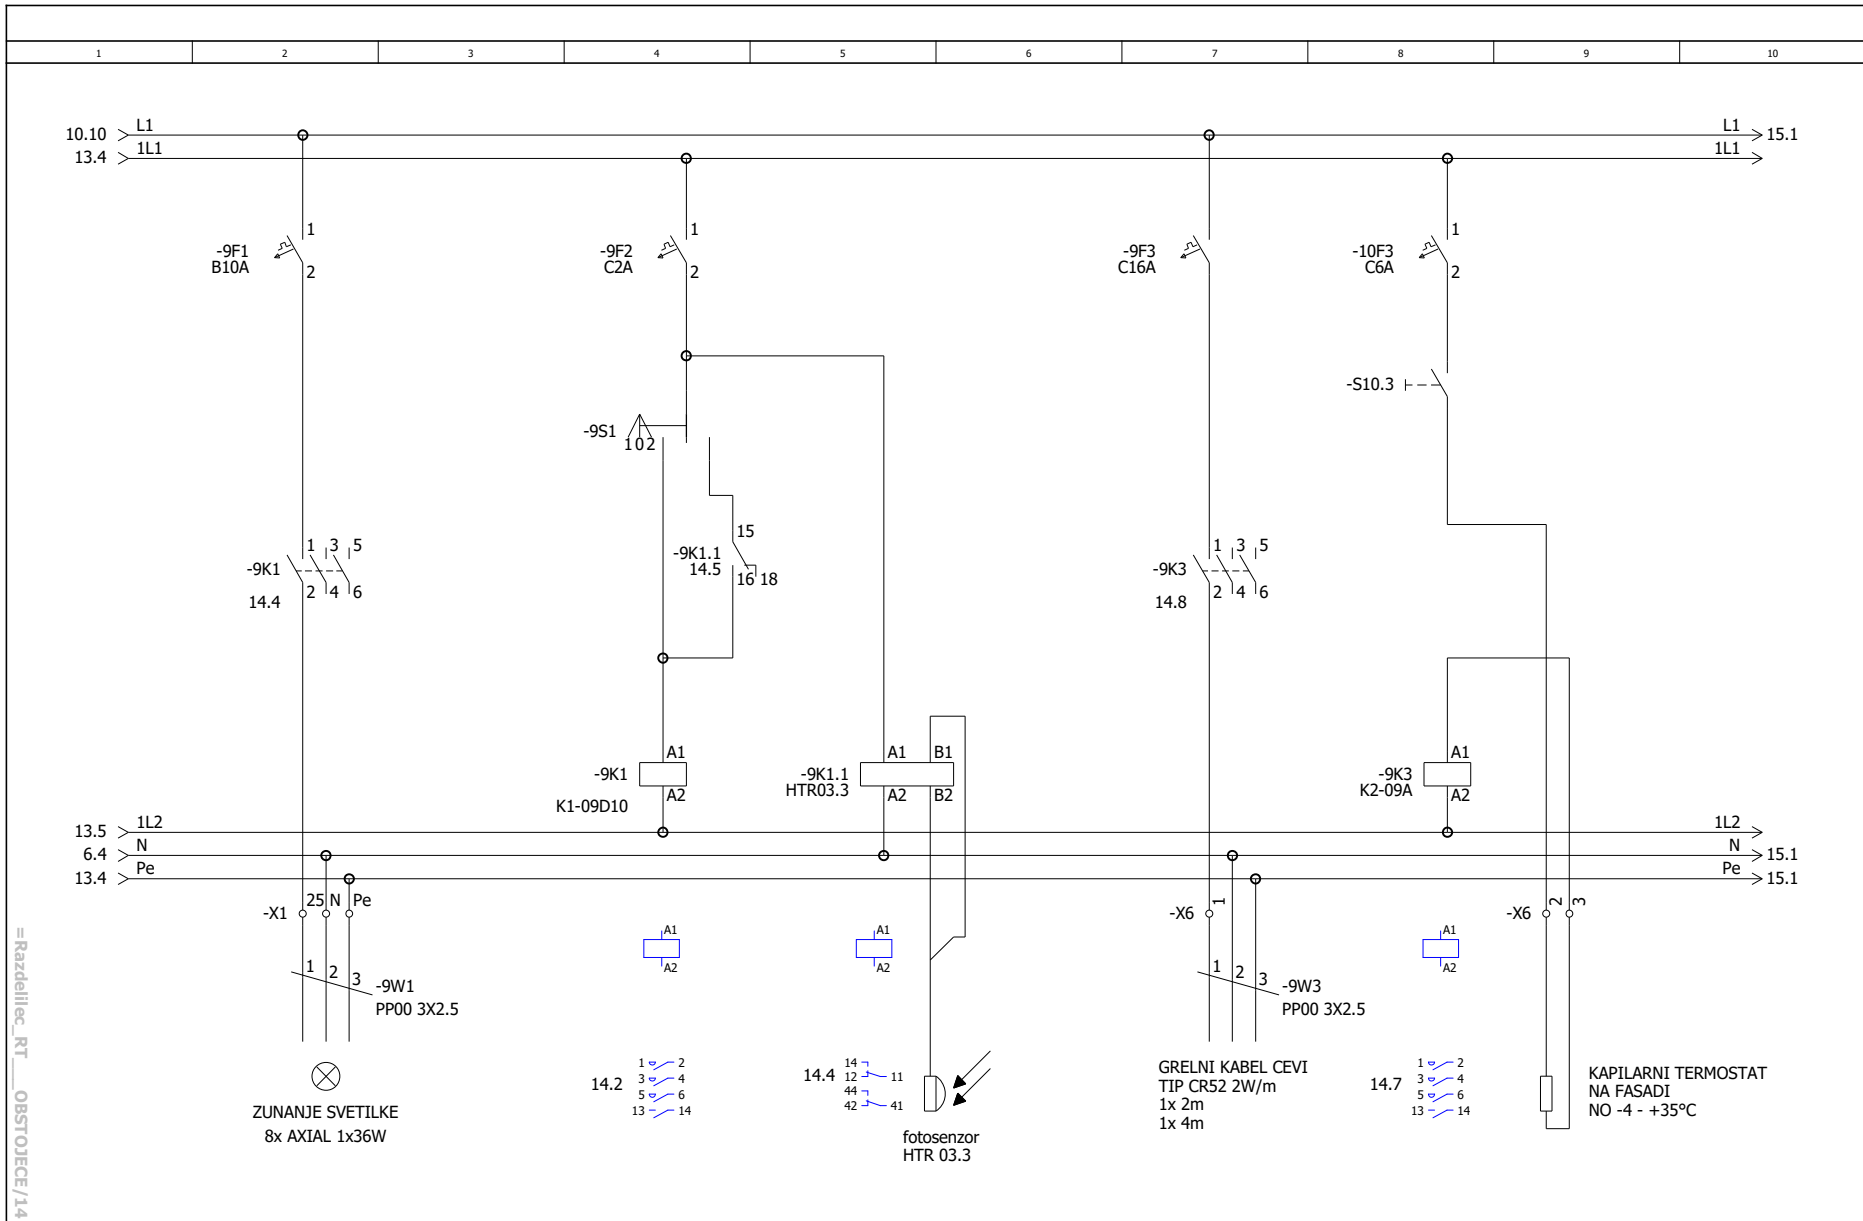 1 2 3 4 5 6 7 8 9 10
10.10 L1 L1 15.1
13.4 1L1 1L1
1 1 1 1
-9F1 -9F2 -9F3 -10F3
B10A C2A C16A C6A
2 2 2
-S10.3
-9S1
1 0 2
15
1 3 5 1 3 5
-9K1 -9K1.1 -9K3
14.5
16 18
2 4 6 2 4 6
14.4 14.8
A1 A1 B1 A1
-9K1 -9K1.1 -9K3
HTR03.3 K2-09A
A2 A2 B2 A2
K1-09D10
13.5 1L2 1L2
6.4 N N 15.1
13.4 Pe Pe 15.1
25 N Pe 1 2 3
-X1 -X6 -X6
A1 A1 A1
A2 A2 A2
1 2 3 -9W1 1 2 3 -9W3
PP00 3X2.5 PP00 3X2.5
ZUNANJE SVETILKE
8x AXIAL 1x36W
14.2
1 2
3 4
5 6
13 14
14.4
14
12 11
44
42 41
fotosenzor
HTR 03.3
GRELNI KABEL CEVI
TIP CR52 2W/m
1x 2m
1x 4m
14.7
1 2
3 4
5 6
13 14
KAPILARNI TERMOSTAT
NA FASADI
NO -4 - +35°C
=Razdelilec_RT___OBSTOJECE/14